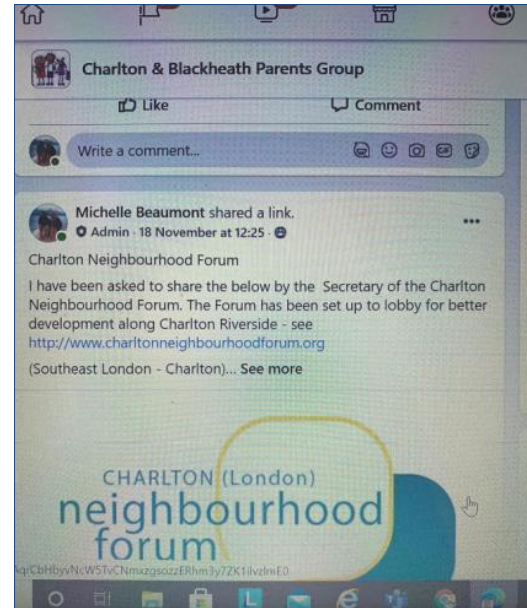 Charlton & Blackheath Parents Group
Like
Comment
Write a comment...
GIF
Michelle Beaumont shared a link.
Admin · 18 November at 12:25 ·
Charlton Neighbourhood Forum
I have been asked to share the below by the Secretary of the Charlton
Neighbourhood Forum. The Forum has been set up to lobby for better
development along Charlton Riverside - see
http://www.charltonneighbourhoodforum.org
(Southeast London - Charlton)... See more
CHARLTON (London)
neighbourhood
forum
L